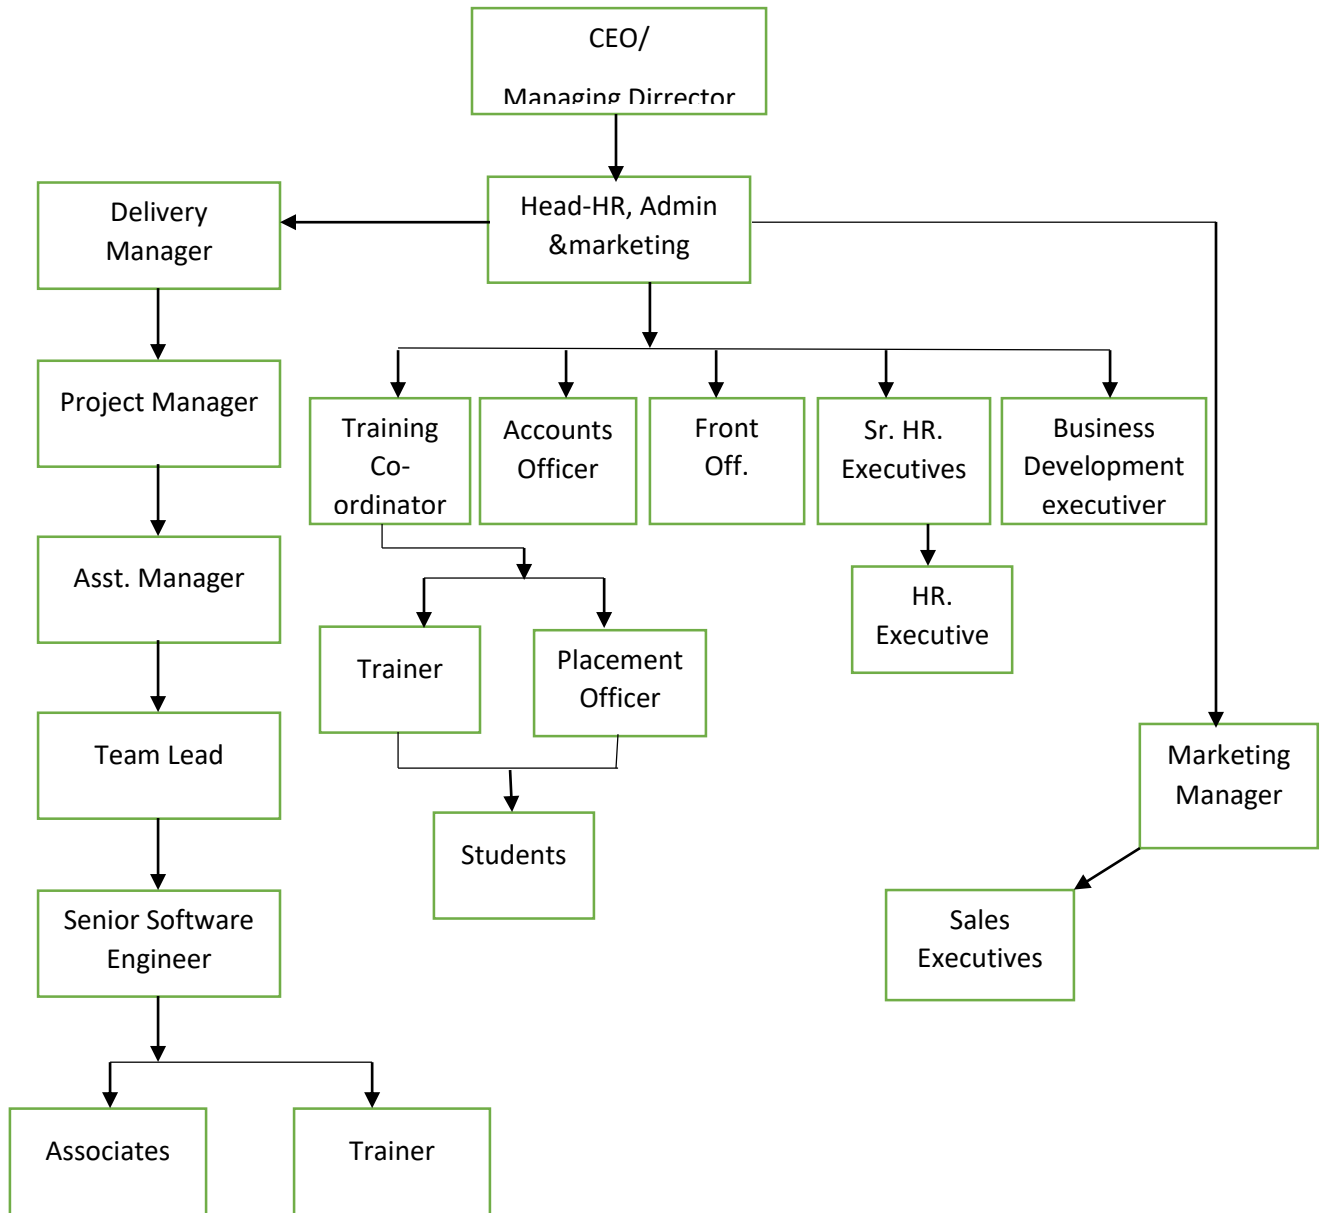 CEO/
Managing Dirrector
Head-HR, Admin
&marketing
Delivery
Manager
Project Manager
Training
Co-
ordinator
Accounts
Officer
Front
Off.
Sr. HR.
Executives
Business
Development
executiver
Asst. Manager
HR.
Executive
Trainer
Placement
Officer
Team Lead
Marketing
Manager
Students
Senior Software
Engineer
Sales
Executives
Associates
Trainer